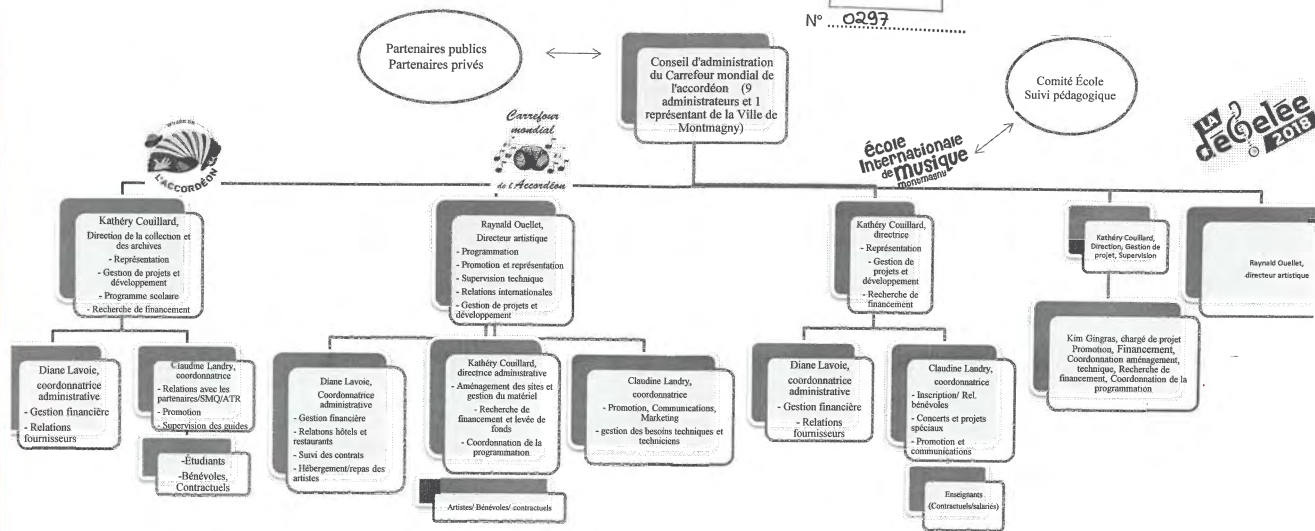 N° 0297
Partenaires publics
Partenaires privés
Conseil d'administration
du Carrefour mondial de
l'accordéon (9
administrateurs et 1
représentant de la Ville de
Montmagny)
Comité École
Suivi pédagogique
MUSÉE DE
L'ACCORDÉON
Carrefour
mondial
de l'Accordéon
école
internationale
de musique
montmagny
LA
dégelée
2018
Kathéry Couillard,
Direction de la collection et
des archives
- Représentation
- Gestion de projets et
développement
- Programme scolaire
- Recherche de financement
Raynald Ouellet,
Directeur artistique
- Programmation
- Promotion et représentation
- Supervision technique
- Relations internationales
- Gestion de projets et
développement
Kathéry Couillard,
directrice
- Représentation
- Gestion de
projets et
développement
- Recherche de
financement
Kathéry Couillard,
Direction, Gestion de
projet, Supervision
Raynald Ouellet,
directeur artistique
Diane Lavoie,
coordonnatrice
administrative
- Gestion financière
- Relations
fournisseurs
Claudine Landry,
coordonnatrice
- Relations avec les
partenaires/SMQ/ATR
- Promotion
- Supervision des guides
-Étudiants
-Bénévoles,
Contractuels
Diane Lavoie,
Coordonnatrice
administrative
- Gestion financière
- Relations hôtels et
restaurants
- Suivi des contrats
- Hébergement/repas des
artistes
Kathéry Couillard,
directrice administrative
- Aménagement des sites et
gestion du matériel
- Recherche de
financement et levée de
fonds
- Coordonnation de la
programmation
Artistes/ Bénévoles/ contractuels
Claudine Landry,
coordonnatrice
- Promotion, Communications,
Marketing
- gestion des besoins techniques et
techniciens
Diane Lavoie,
coordonnatrice
administrative
- Gestion financière
- Relations
fournisseurs
Claudine Landry,
coordonnatrice
- Inscription/ Rel.
bénévoles
- Concerts et projets
spéciaux
- Promotion et
communications
Enseignants
(Contractuels/salariés)
Kim Gingras, chargé de projet
Promotion, Financement,
Coordonnation aménagement,
technique, Recherche de
financement, Coordonnation de la
programmation